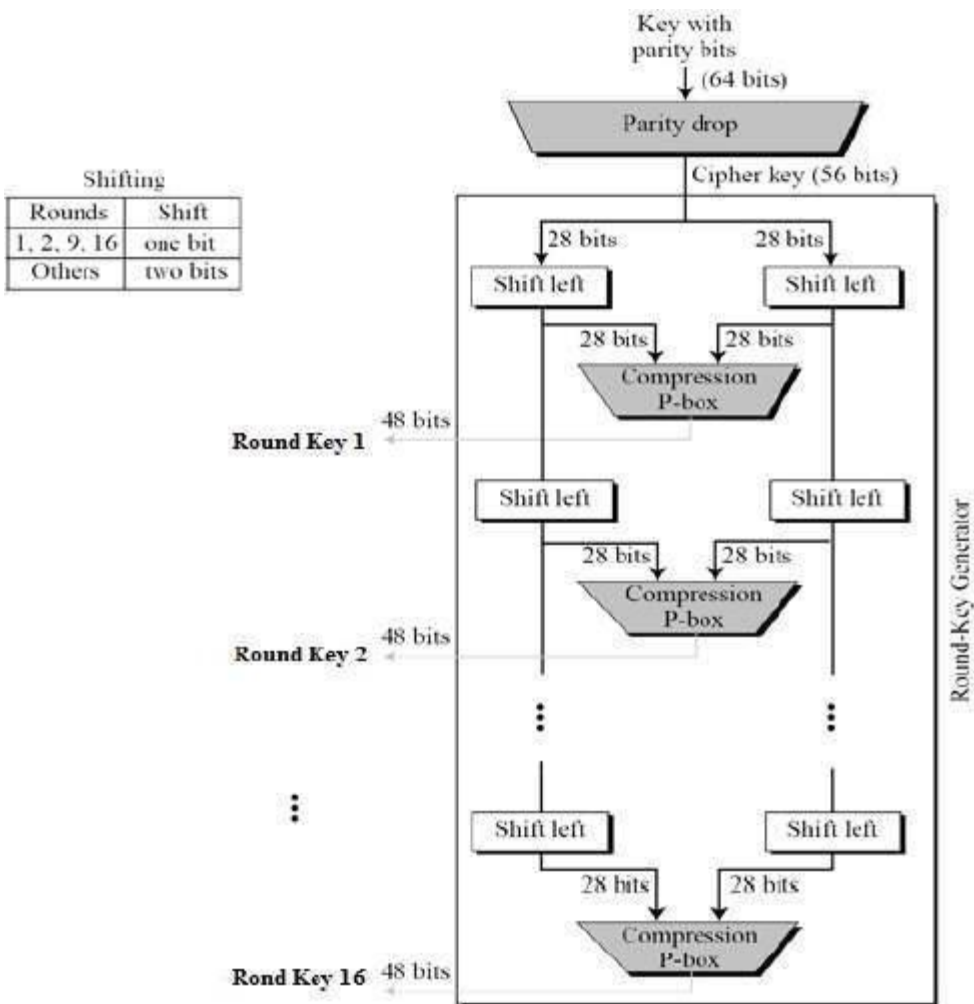 Key with
parity bits
(64 bits)
Parity drop
Cipher key (56 bits)
Shifting
Rounds Shift
1, 2, 9, 16 one bit
Others two bits
28 bits 28 bits
Shift left Shift left
28 bits 28 bits
Compression
P-box
48 bits
Round Key 1
Shift left Shift left
28 bits 28 bits
Compression
P-box
48 bits
Round Key 2
Round-Key Generator
Shift left Shift left
28 bits 28 bits
Compression
P-box
Rond Key 16 48 bits